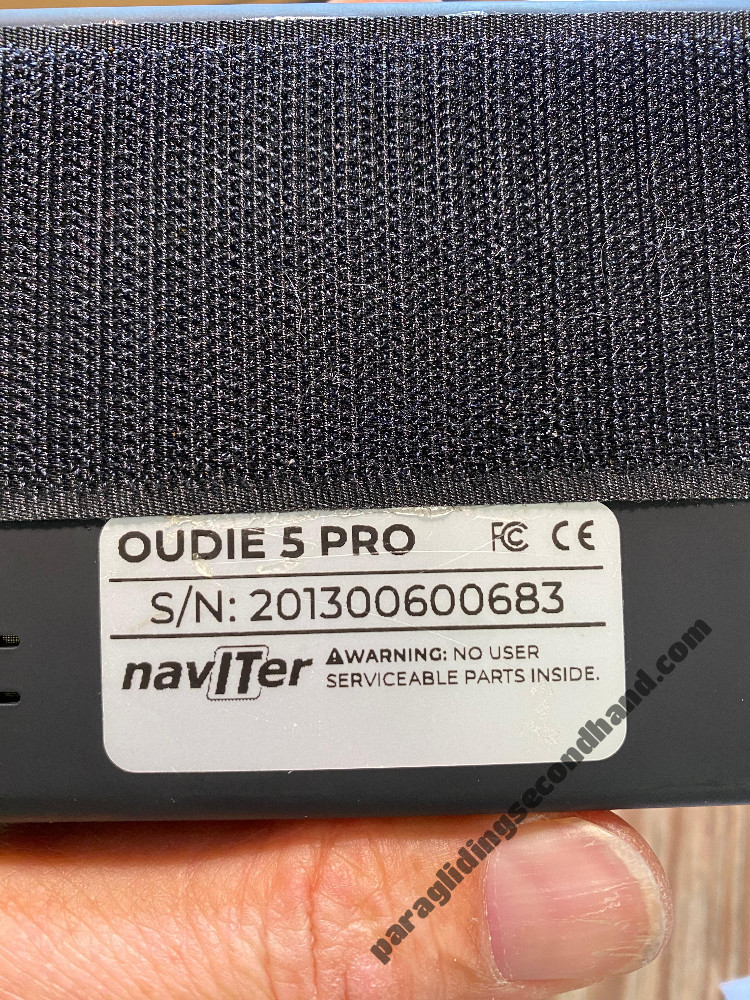 OUDIE 5 PRO FC CE
S/N: 201300600683
navITer
WARNING: NO USER
SERVICEABLE PARTS INSIDE.
paraglidingsecondhand.com